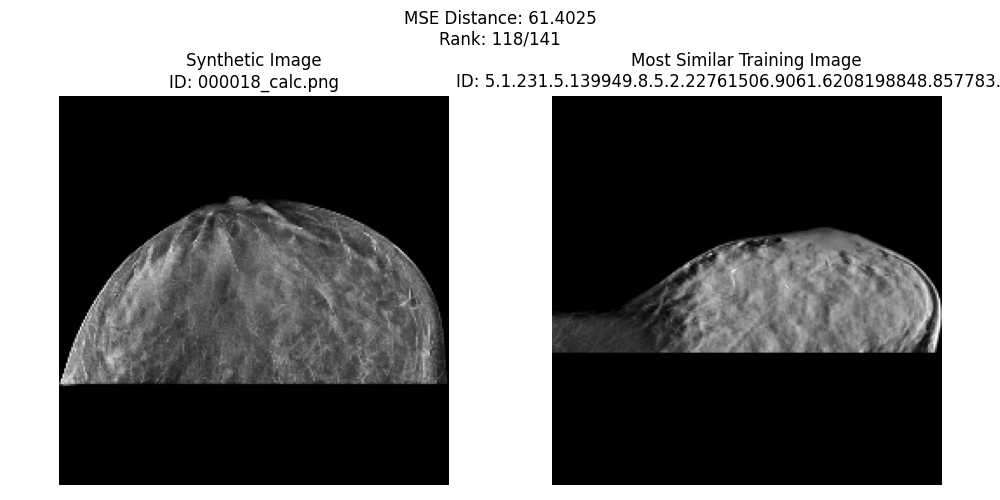 MSE Distance: 61.4025
Rank: 118/141
Synthetic Image
ID: 000018_calc.png
Most Similar Training Image
ID: 5.1.231.5.139949.8.5.2.22761506.9061.6208198848.857783.